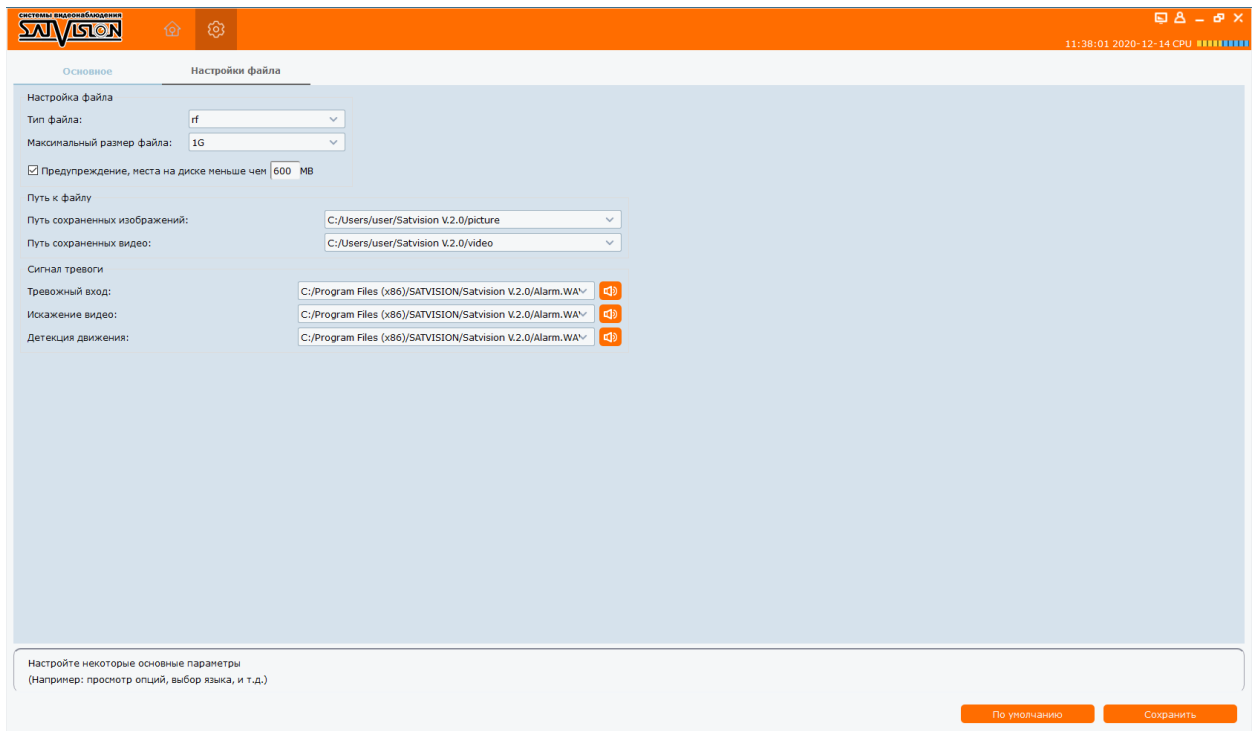 системы видеонаблюдения
SATVISION
11:38:01 2020-12-14 CPU
Основное
Настройки файла
Настройка файла
Тип файла: rf
Максимальный размер файла: 1G
Предупреждение, места на диске меньше чем 600 MB
Путь к файлу
Путь сохраненных изображений: C:/Users/user/Satvision V.2.0/picture
Путь сохраненных видео: C:/Users/user/Satvision V.2.0/video
Сигнал тревоги
Тревожный вход: C:/Program Files (x86)/SATVISION/Satvision V.2.0/Alarm.WA
Искажение видео: C:/Program Files (x86)/SATVISION/Satvision V.2.0/Alarm.WA
Детекция движения: C:/Program Files (x86)/SATVISION/Satvision V.2.0/Alarm.WA
Настройте некоторые основные параметры
(Например: просмотр опций, выбор языка, и т.д.)
По умолчанию
Сохранить